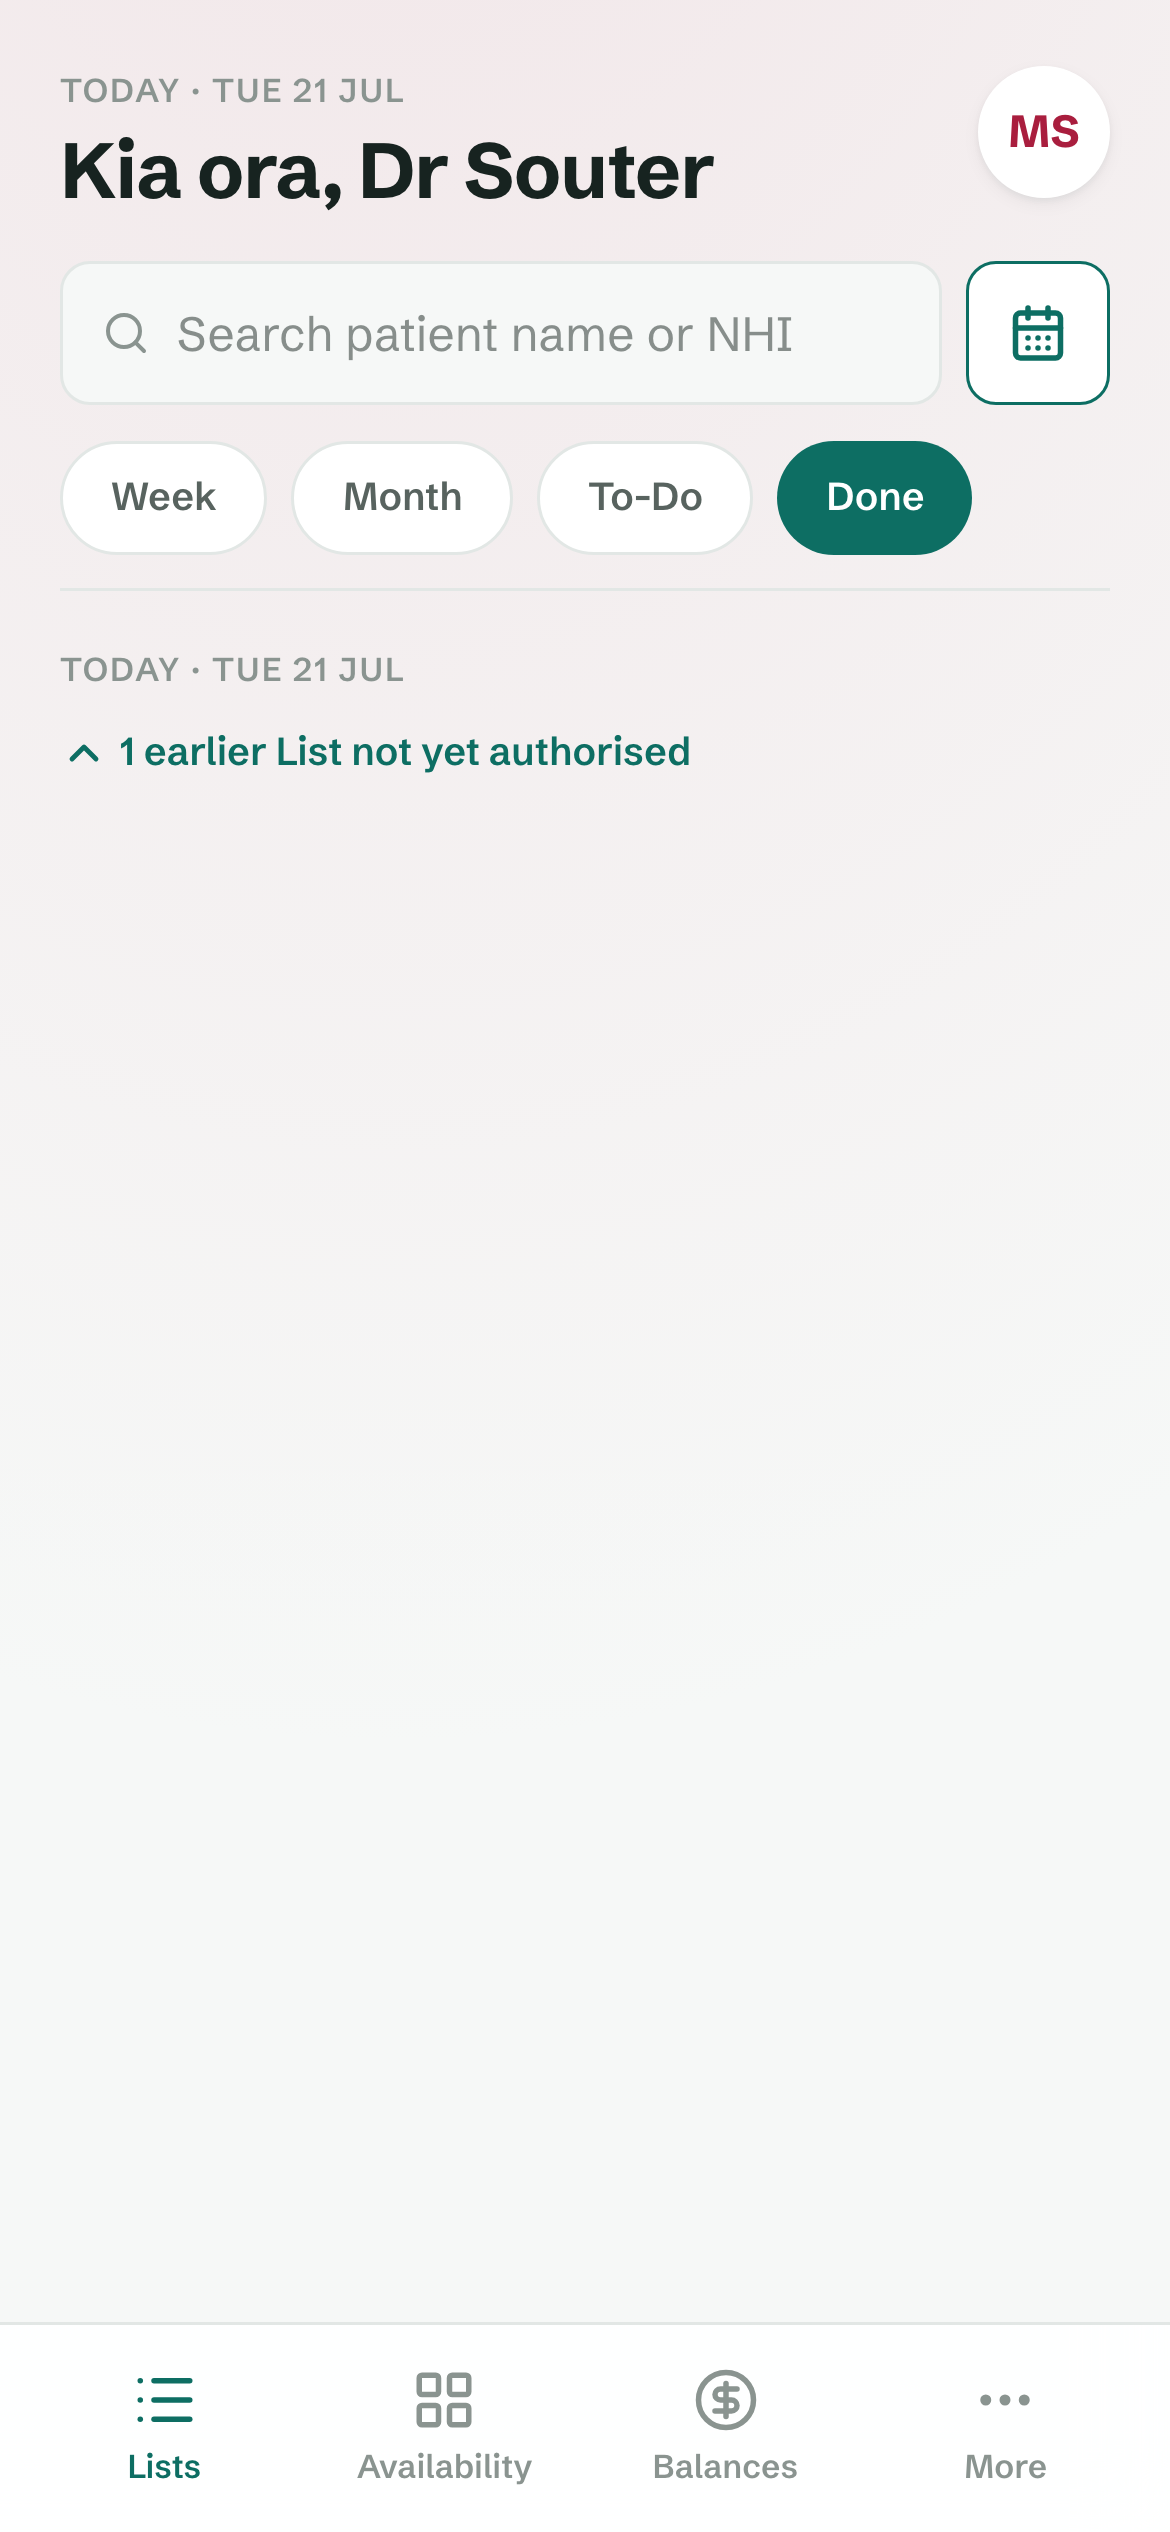 TODAY · TUE 21 JUL
Kia ora, Dr Souter
MS
Search patient name or NHI
Week
Month
To-Do
Done
TODAY · TUE 21 JUL
1 earlier List not yet authorised
Lists
Availability
Balances
More